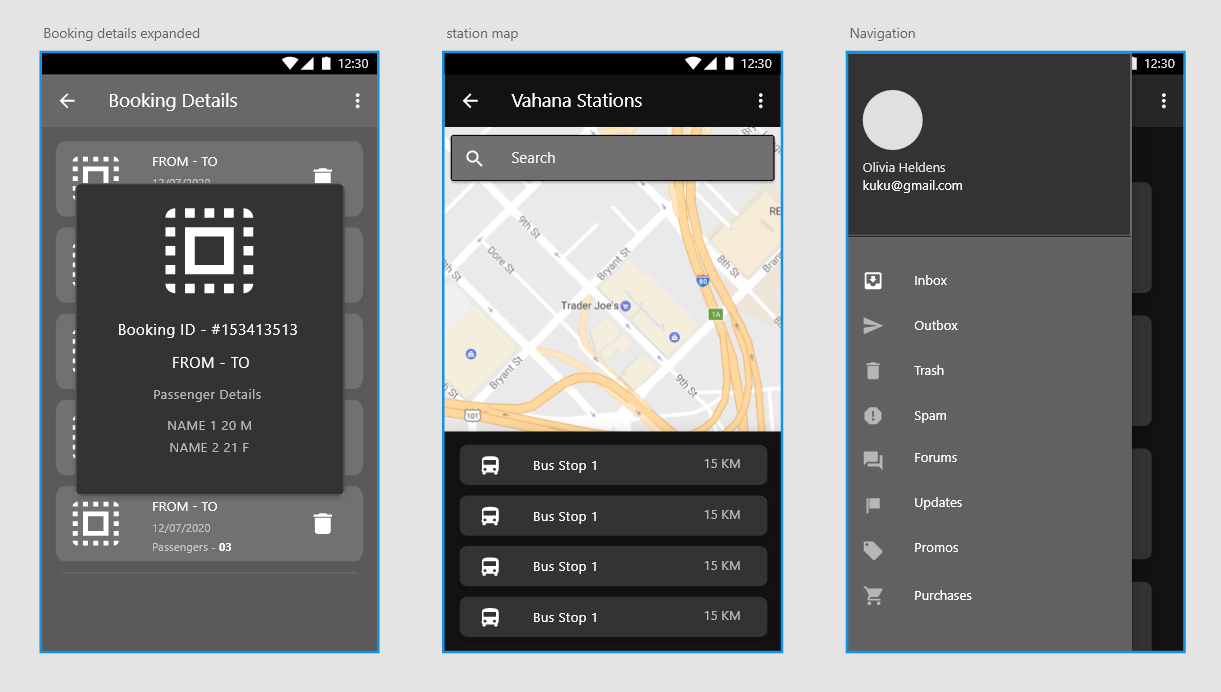 Booking details expanded
12:30
Booking Details
FROM - TO
12/07/2020
Booking ID - #153413513
FROM - TO
Passenger Details
NAME 1 20 M
NAME 2 21 F
FROM - TO
12/07/2020
Passengers - 03
station map
12:30
Vahana Stations
Search
RE
9th St
Dore St
Bryant St
8th St
Bran
9th St
80
Trader Joe's
1A
Bryant St
9th St
101
Bus Stop 1 15 KM
Bus Stop 1 15 KM
Bus Stop 1 15 KM
Bus Stop 1 15 KM
Navigation
12:30
Olivia Heldens
kuku@gmail.com
Inbox
Outbox
Trash
Spam
Forums
Updates
Promos
Purchases